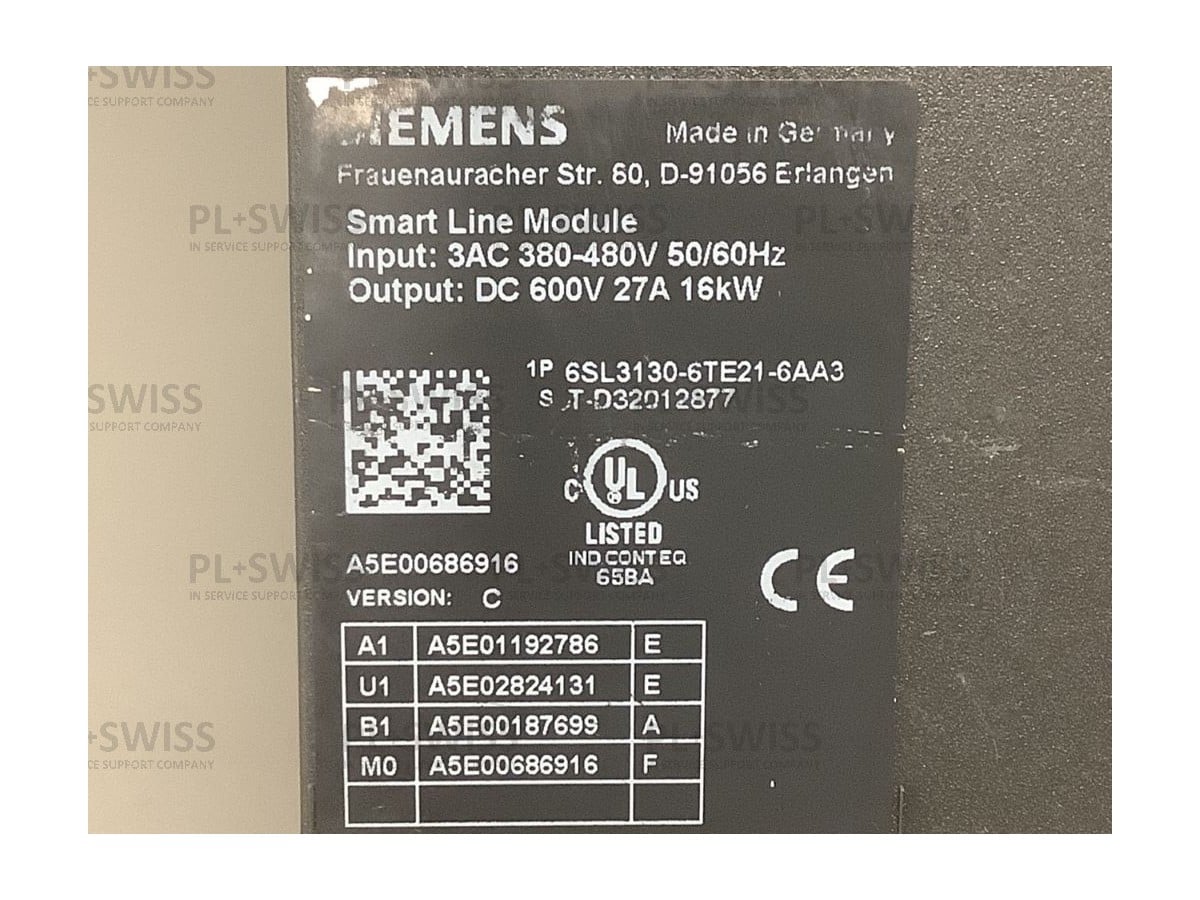 SIEMENS Made in Germany
Frauenauracher Str. 80, D-91056 Erlangen
Smart Line Module
Input: 3AC 380-480V 50/60Hz
Output: DC 600V 27A 16kW
1P 6SL3130-6TE21-6AA3
S T-D32012877
C UL US
LISTED
IND.CONT.EQ
65BA
A5E00686916
VERSION: C
CE
A1 A5E01192786 E
U1 A5E02824131 E
B1 A5E00187699 A
M0 A5E00686916 F
PL+SWISS
IN SERVICE SUPPORT COMPANY